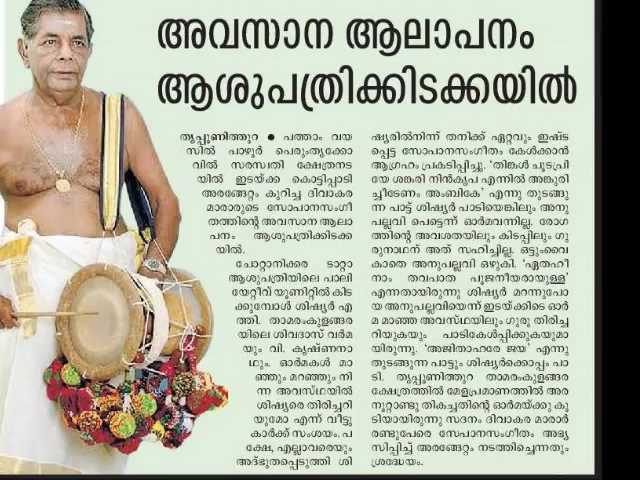 അവസാന ആലാപനം
ആശുപത്രിക്കിടക്കയിൽ
തൃപ്പൂണിത്തുറ ● പത്താം വയ
സിൽ പാഴൂർ പെരുംതൃക്കോ
വിൽ സരസതി ക്ഷേത്രനട
യിൽ ഇടയ്ക്ക കൊട്ടിപ്പാടി
അരങ്ങേറ്റം കുറിച്ച ദിവാകര
മാരാരുടെ സോപാനസംഗീ
തത്തിന്റെ അവസാന ആലാ
പനം ആശുപത്രിക്കിടക്ക
യിൽ.
ചോറ്റാനിക്കര ടാറ്റാ
ആശുപത്രിയിലെ പാലി
യേറ്റീവ് യൂണിറ്റിൽ കിട
ക്കുമ്പോൾ ശിഷ്യർ എ
ത്തി. താമരംകുളങ്ങര
യിലെ ശിവദാസ് വർമ
യും വി. കൃഷ്ണനാ
ഥും. ഓർമകൾ മാ
ഞ്ഞും മറഞ്ഞും നി
ന്ന അവസ്ഥയിൽ
ശിഷ്യരെ തിരിച്ചറി
യുമോ എന്ന് വീട്ടു
കാർക്ക് സംശയം. പ
ക്ഷേ, എല്ലാവരെയും
അദ്ഭുതപ്പെടുത്തി ശി
ഷ്യരിൽനിന്ന് തനിക്ക് ഏറ്റവും ഇഷ്ട
പ്പെട്ട സോപാനസംഗീതം കേൾക്കാൻ
ആഗ്രഹം പ്രകടിപ്പിച്ചു. ‘തിങ്കൾ ചൂടപ്രി
യേ ശങ്കരി നിൻകൃപ എന്നിൽ അങ്കുരി
ച്ചീടേണം അംബികേ’ എന്നു തുടങ്ങു
ന്ന പാട്ട് ശിഷ്യർ പാടിയെങ്കിലും അനു
പല്ലവി പെട്ടെന്ന് ഓർമവന്നില്ല. രോഗ
ത്തിന്റെ അവശതയിലും കിടപ്പിലും ഗു
രുനാഥന് അത് സഹിച്ചില്ല. ഒട്ടുംവൈ
കാതെ അനുപല്ലവി ഒഴുകി. ‘ഏതഹീ
നാം തവപാത പൂജനീയരായുള്ള’
എന്നതായിരുന്നു ശിഷ്യർ മറന്നുപോ
യ അനുപല്ലവിയെന്ന് ഇടയ്ക്കിടെ ഓർ
മ മാഞ്ഞ അവസ്ഥയിലും ഗുരു തിരിച്ച
റിയുകയും പാടികേൾപ്പിക്കുകയുമാ
യിരുന്നു. ‘അജിതാഹരേ ജയ’ എന്നു
തുടങ്ങുന്ന പാട്ടും ശിഷ്യർക്കൊപ്പം പാ
ടി. തൃപ്പൂണിത്തുറ താമരംകുളങ്ങര
ക്ഷേത്രത്തിൽ മേളപ്രമാണത്തിൽ അര
നൂറ്റാണ്ടു തികച്ചതിന്റെ ഓർമയ്ക്കു കൂ
ടിയായിരുന്നു സദനം ദിവാകര മാരാർ
രണ്ടുപേരെ സേപാനസംഗീതം അഭ്യ
സിപ്പിച്ച് അരങ്ങേറ്റം നടത്തിച്ചെന്നതും
ശ്രദ്ധേയം.